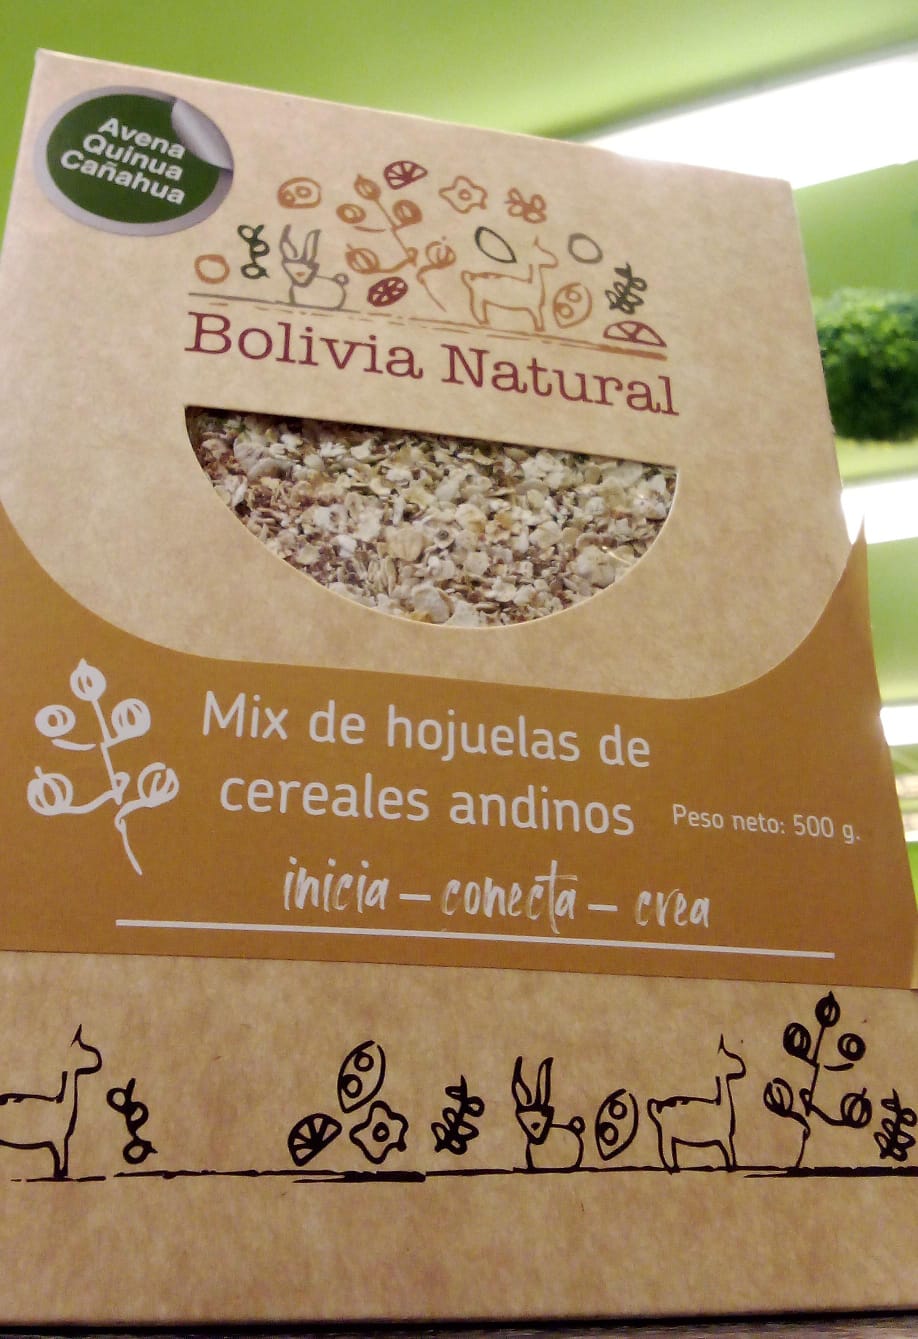 Avena
Quinua
Cañahua
Bolivia Natural
Mix de hojuelas de
cereales andinos
Peso neto: 500 g.
inicia – conecta – crea